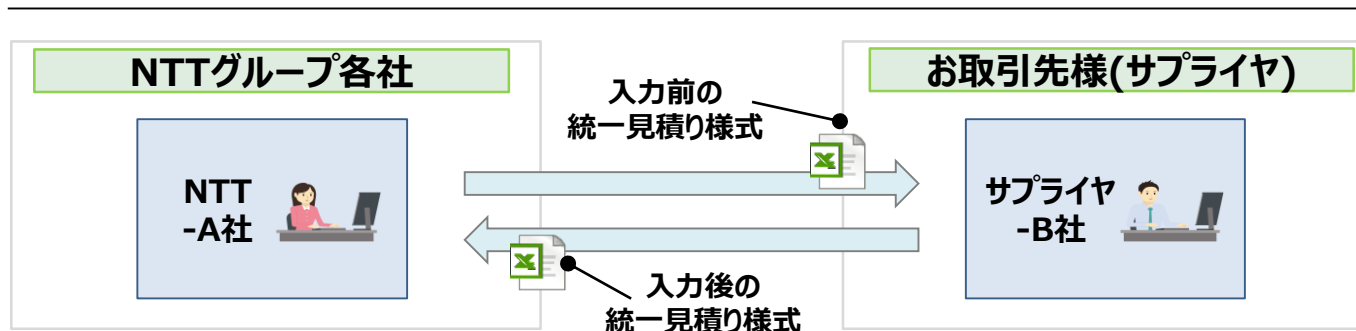 NTTグループ各社
お取引先様(サプライヤ)
入力前の
統一見積り様式
NTT
-A社
サプライヤ
-B社
入力後の
統一見積り様式